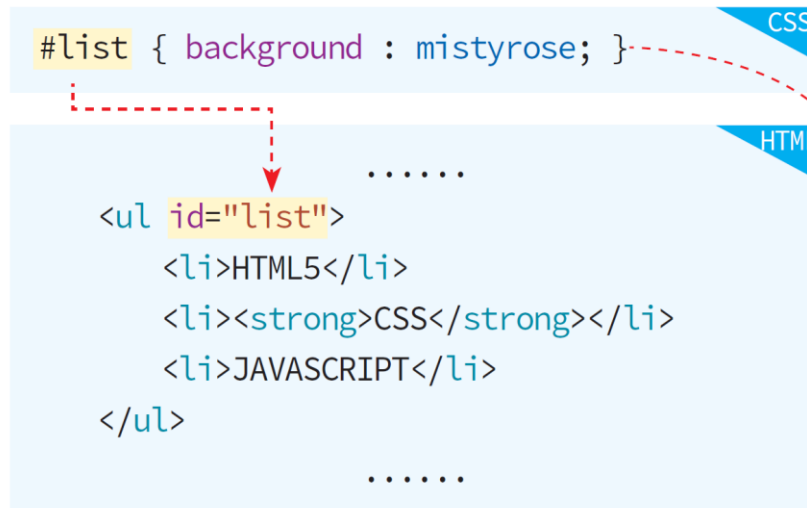 CSS
#list { background : mistyrose; }
HTM
......
<ul id="list">
<li>HTML5</li>
<li><strong>CSS</strong></li>
<li>JAVASCRIPT</li>
</ul>
......